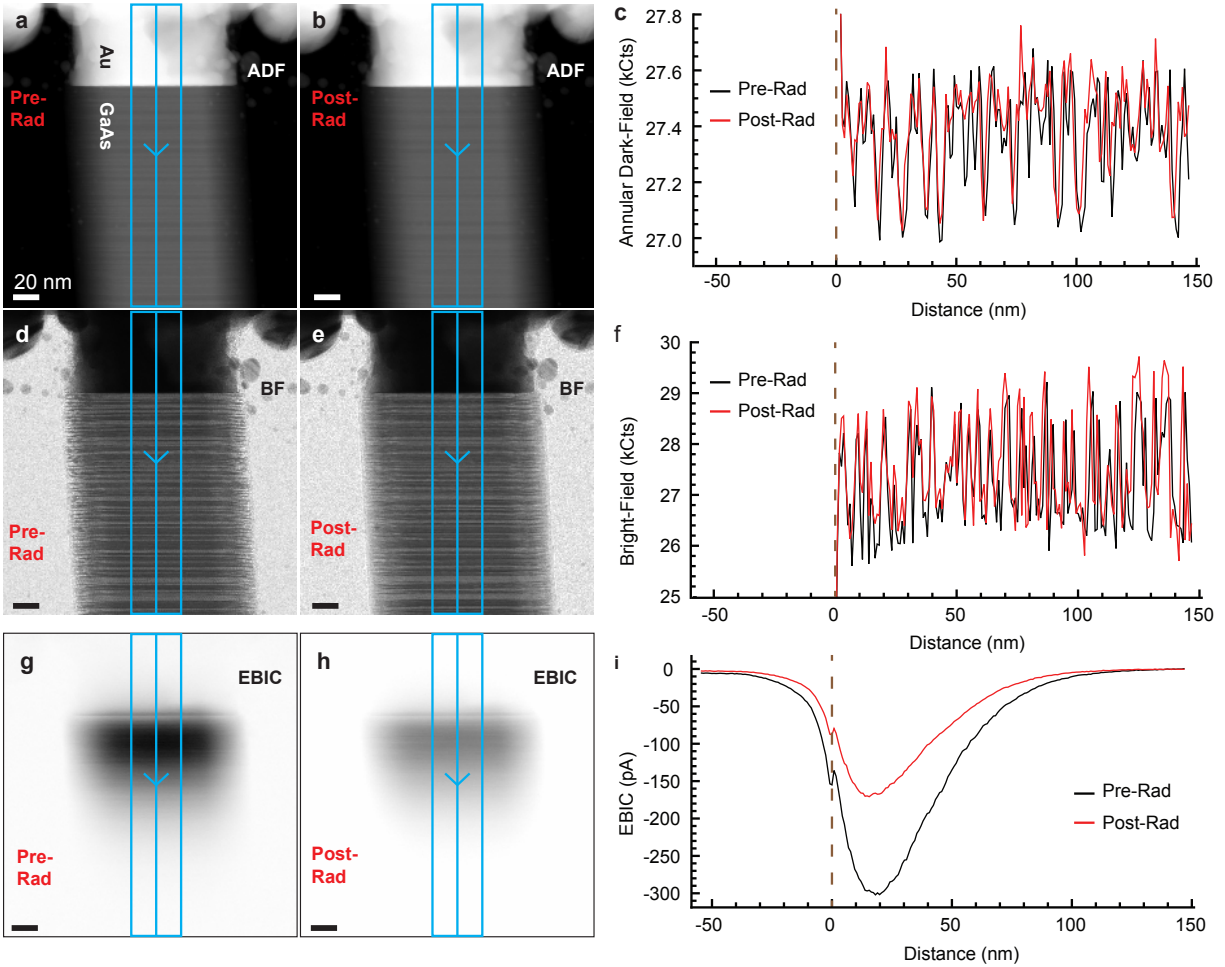 a
Au
ADF
Pre-
Rad
GaAs
20 nm
b
ADF
Post-
Rad
c
27.8
27.6
27.4
27.2
27.0
Annular Dark-Field (kCts)
Pre-Rad
Post-Rad
-50
0
50
100
150
Distance (nm)
d
BF
Pre-
Rad
e
BF
Post-
Rad
f
30
29
28
27
26
25
Bright-Field (kCts)
Pre-Rad
Post-Rad
-50
0
50
100
150
Distance (nm)
g
EBIC
Pre-
Rad
h
EBIC
Post-
Rad
i
0
-50
-100
-150
-200
-250
-300
EBIC (pA)
Pre-Rad
Post-Rad
-50
0
50
100
150
Distance (nm)